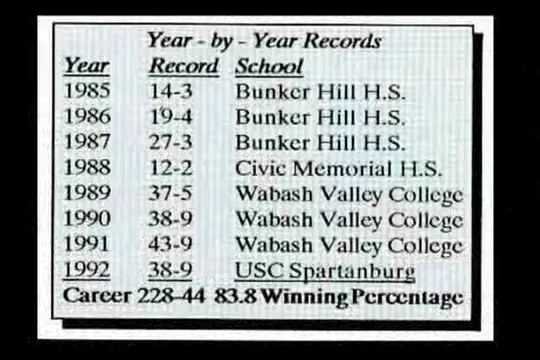 Year - by - Year Records
Year Record School
1985 14-3 Bunker Hill H.S.
1986 19-4 Bunker Hill H.S.
1987 27-3 Bunker Hill H.S.
1988 12-2 Civic Memorial H.S.
1989 37-5 Wabash Valley College
1990 38-9 Wabash Valley College
1991 43-9 Wabash Valley College
1992 38-9 USC Spartanburg
Career 228-44 83.8 Winning Percentage